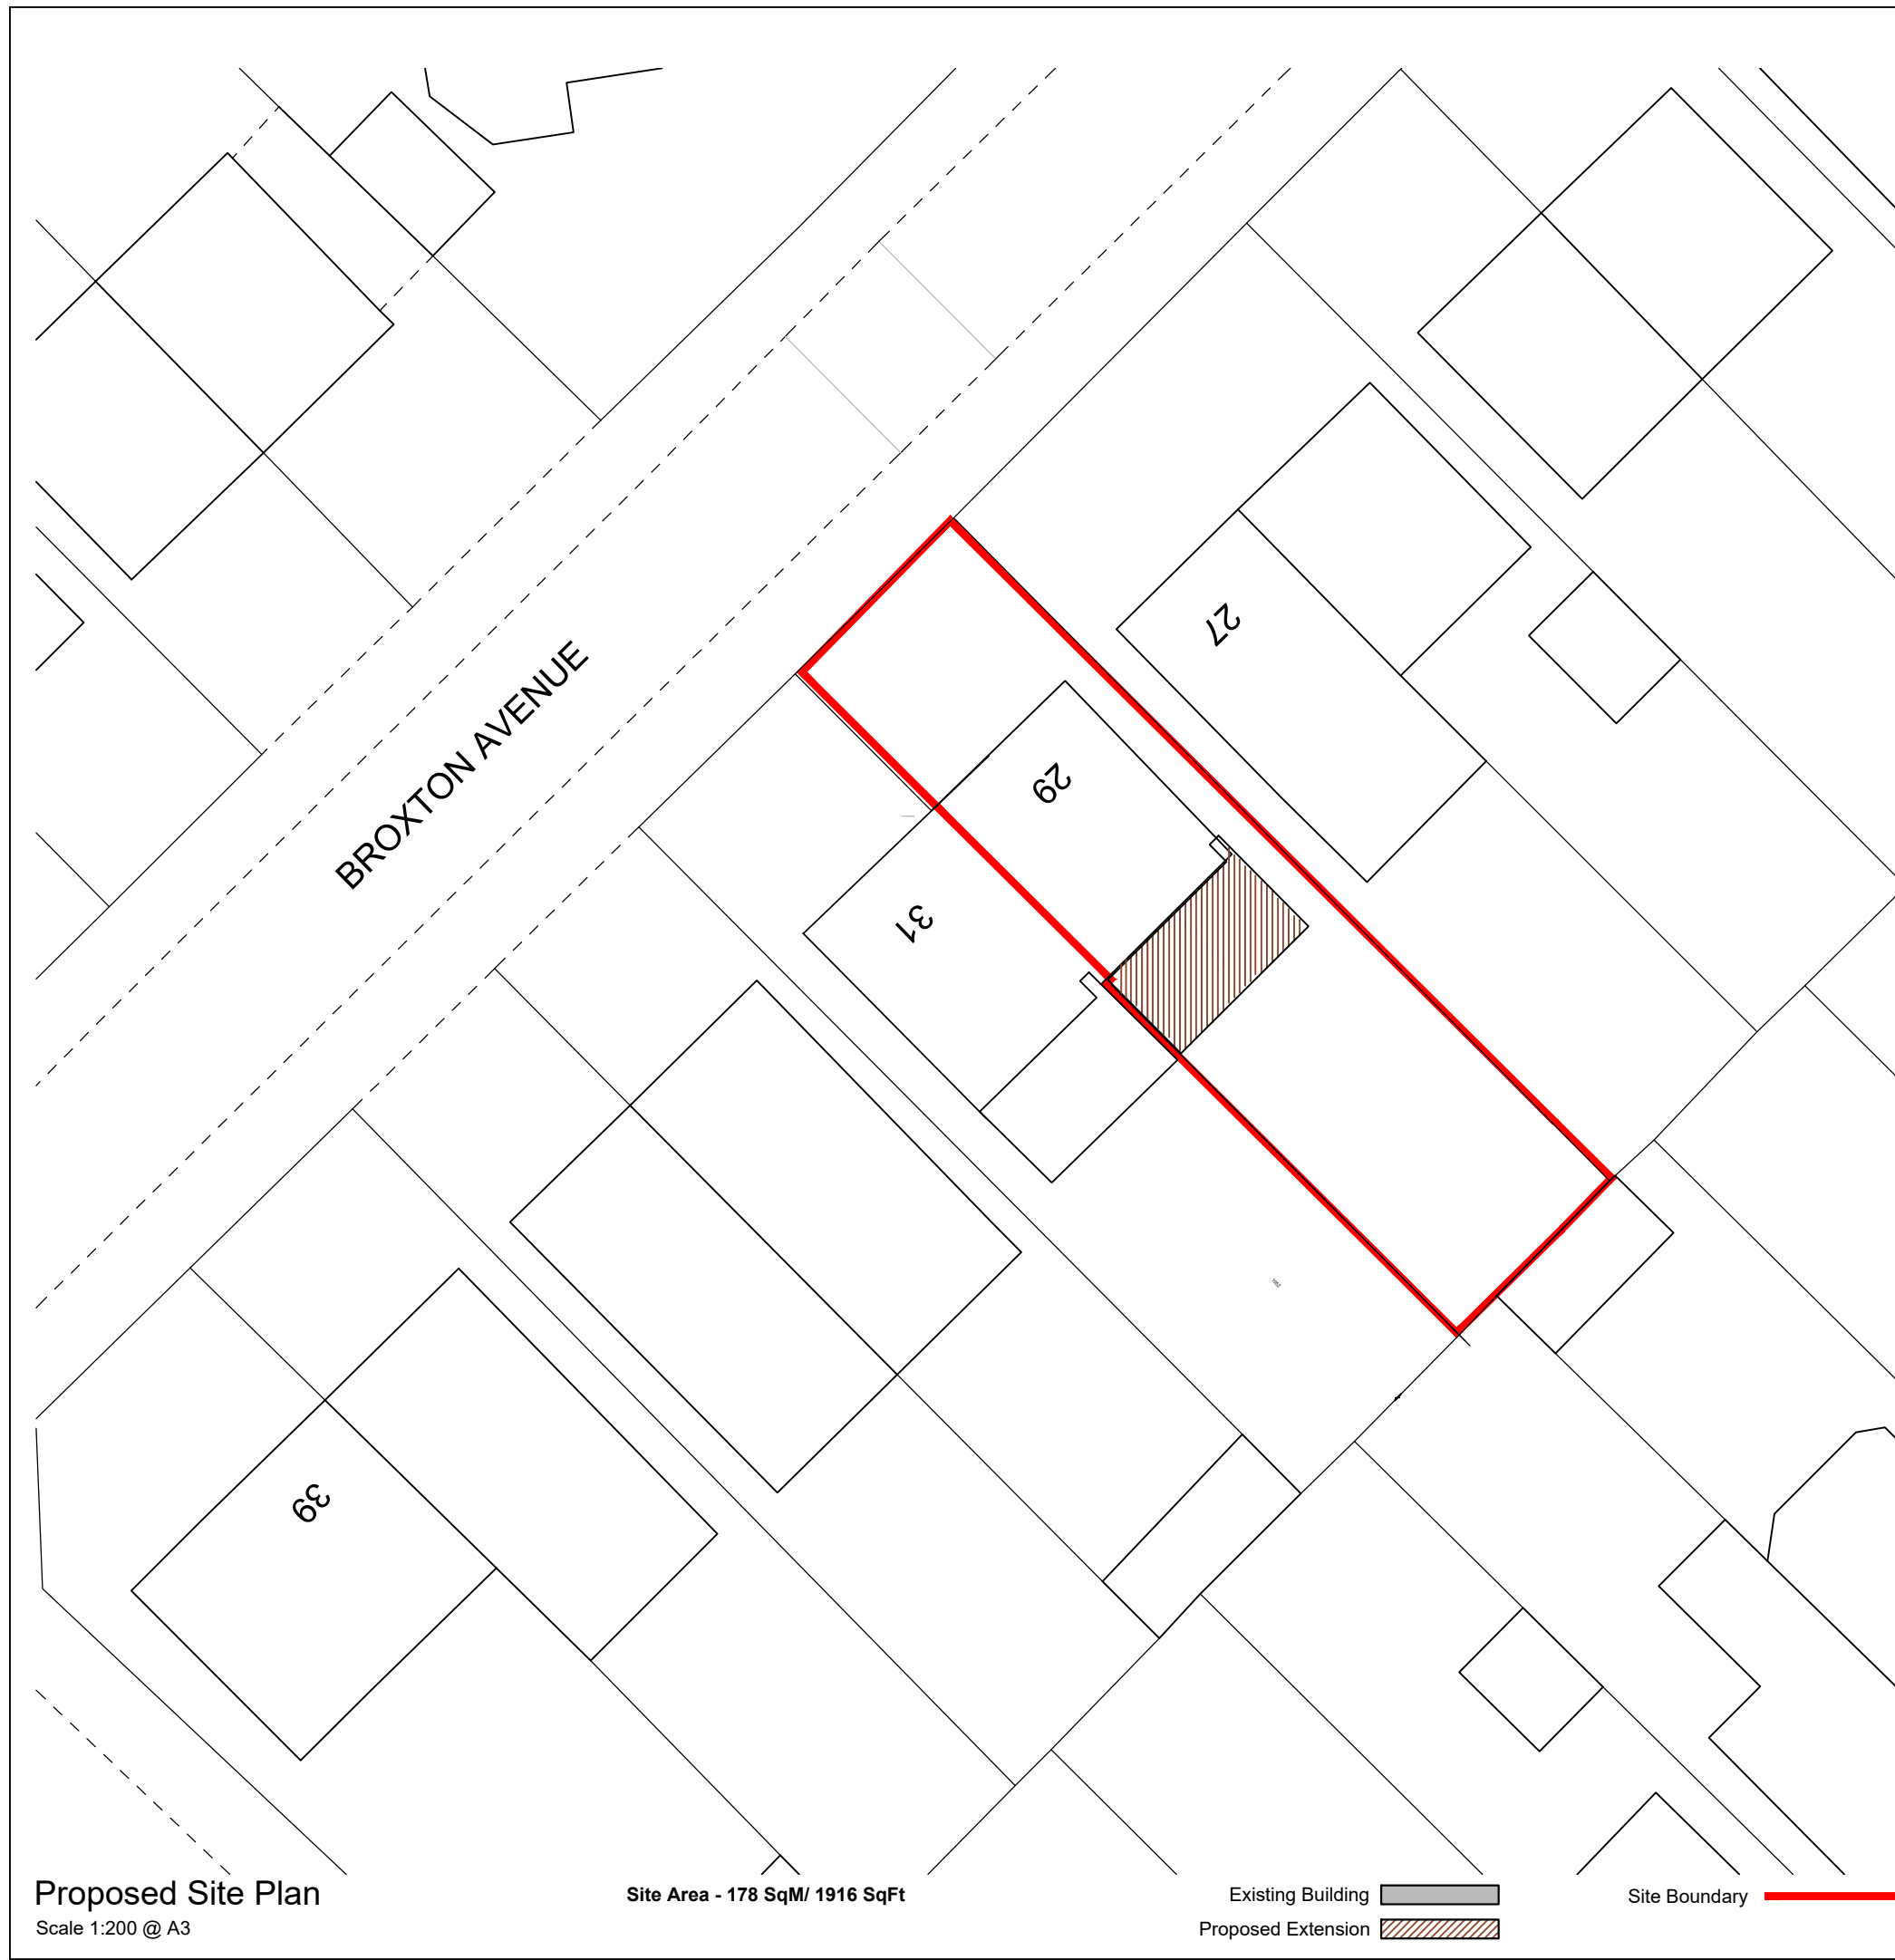 27
29
BROXTON AVENUE
31
39
Proposed Site Plan
Scale 1:200 @ A3
Site Area - 178 SqM/ 1916 SqFt
Existing Building
Proposed Extension
Site Boundary